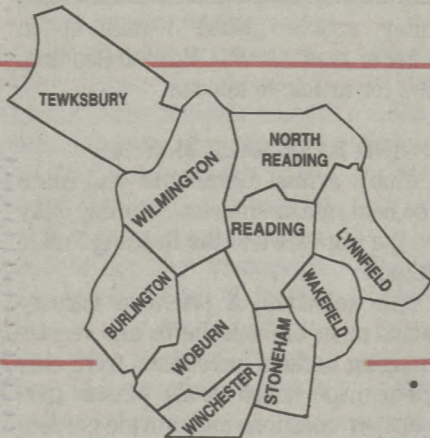 TEWKSBURY
NORTH
READING
WILMINGTON
READING
LYNNFIELD
BURLINGTON
WAKEFIELD
WOBURN
STONEHAM
WINCHESTER